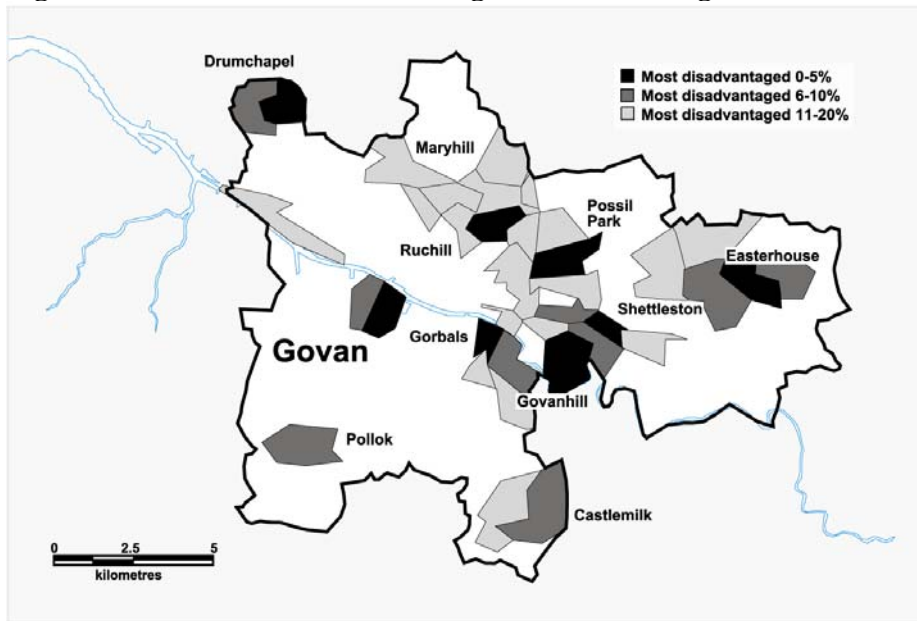 Drumchapel
Most disadvantaged 0-5%
Most disadvantaged 6-10%
Most disadvantaged 11-20%
Maryhill
Possil
Park
Ruchill
Easterhouse
Shettleston
Gorbals
Govan
Govanhill
Pollok
Castlemilk
0 2.5 5
kilometres